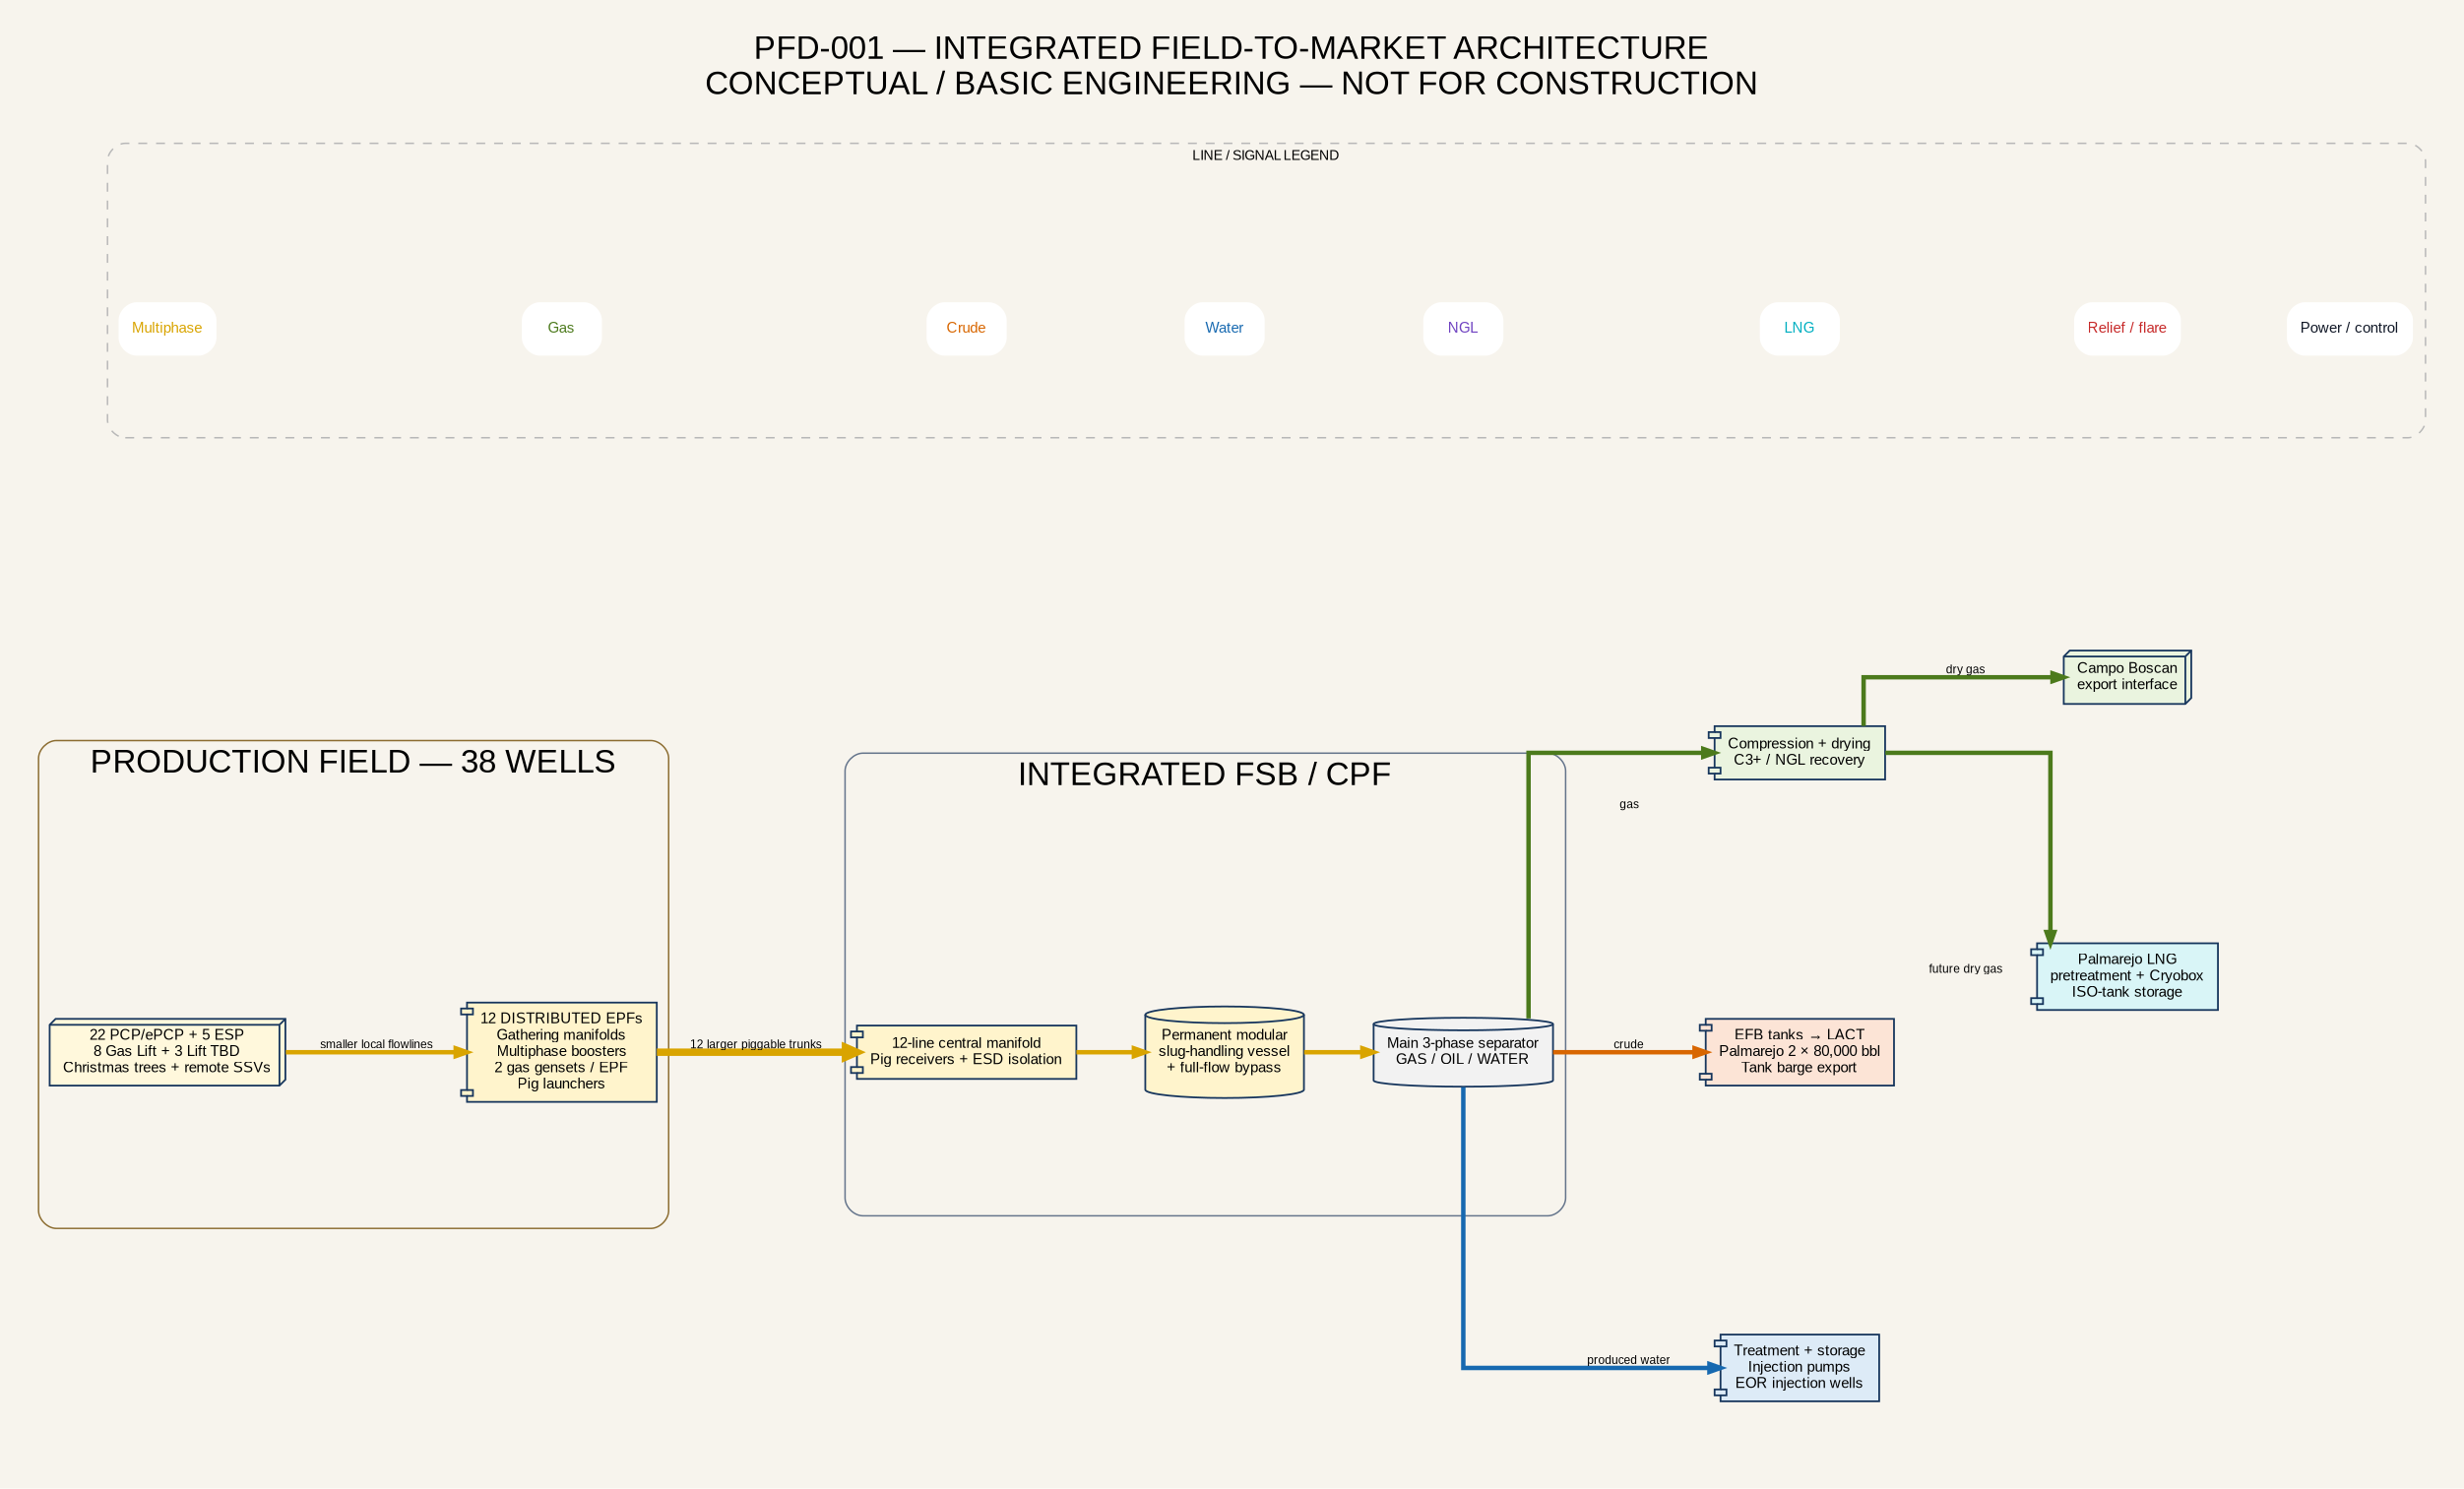 PFD-001 — INTEGRATED FIELD-TO-MARKET ARCHITECTURE
CONCEPTUAL / BASIC ENGINEERING — NOT FOR CONSTRUCTION
LINE / SIGNAL LEGEND
Multiphase
Gas
Crude
Water
NGL
LNG
Relief / flare
Power / control
PRODUCTION FIELD — 38 WELLS
22 PCP/ePCP + 5 ESP
8 Gas Lift + 3 Lift TBD
Christmas trees + remote SSVs
smaller local flowlines
12 DISTRIBUTED EPFs
Gathering manifolds
Multiphase boosters
2 gas gensets / EPF
Pig launchers
12 larger piggable trunks
INTEGRATED FSB / CPF
12-line central manifold
Pig receivers + ESD isolation
Permanent modular
slug-handling vessel
+ full-flow bypass
Main 3-phase separator
GAS / OIL / WATER
gas
Compression + drying
C3+ / NGL recovery
dry gas
Campo Boscan
export interface
future dry gas
Palmarejo LNG
pretreatment + Cryobox
ISO-tank storage
crude
EFB tanks → LACT
Palmarejo 2 × 80,000 bbl
Tank barge export
produced water
Treatment + storage
Injection pumps
EOR injection wells